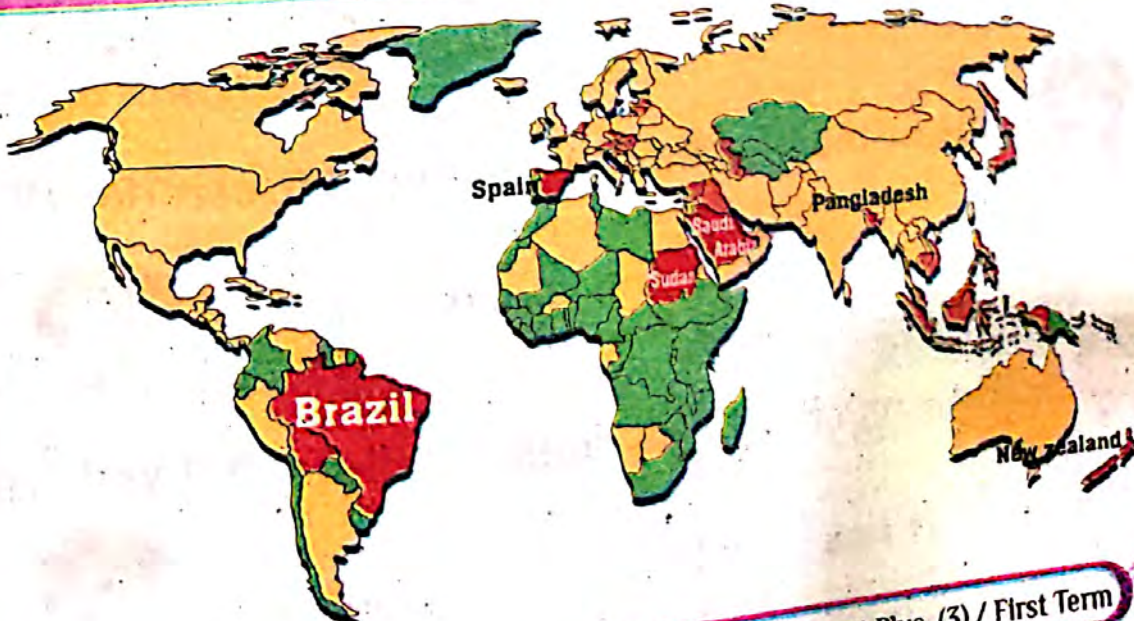 Spain
Pangladesh
Saudi
Arabia
Sudan
Brazil
New zealand
Plus (3) / First Term